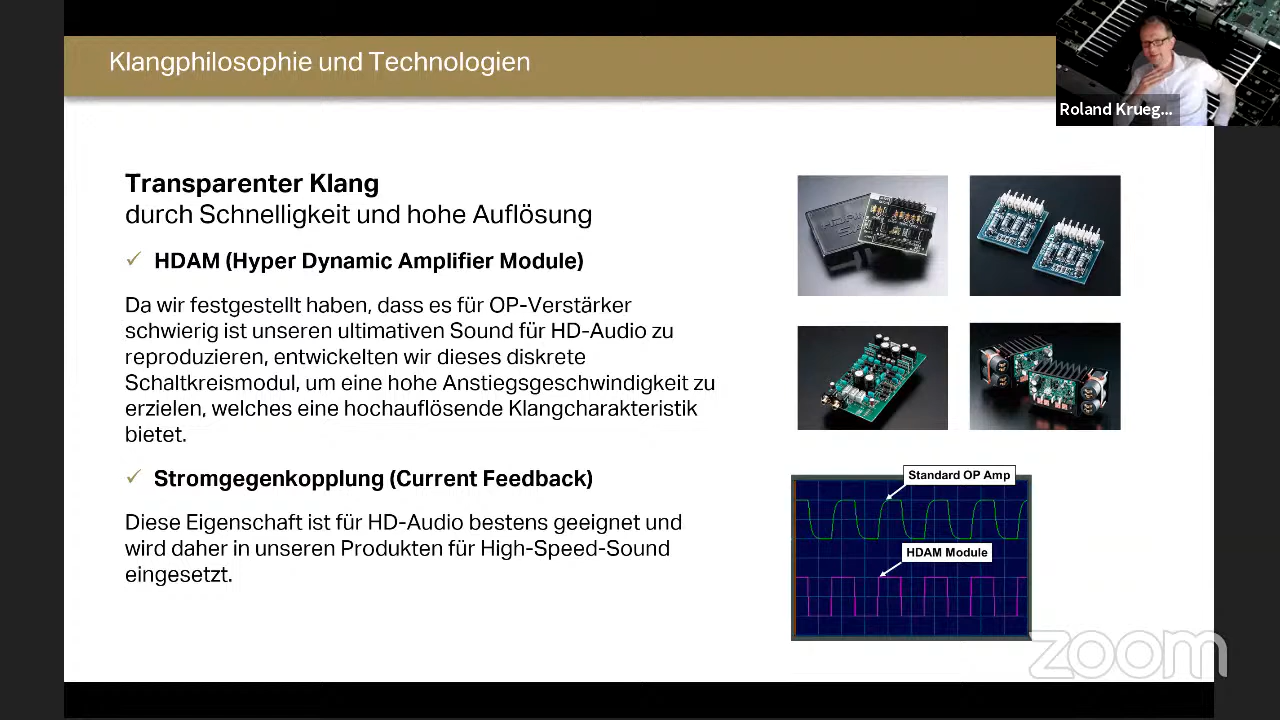 Klangphilosophie und Technologien
Roland Krueg...
Transparenter Klang
durch Schnelligkeit und hohe Auflösung
✓ HDAM (Hyper Dynamic Amplifier Module)
Da wir festgestellt haben, dass es für OP-Verstärker
schwierig ist unseren ultimativen Sound für HD-Audio zu
reproduzieren, entwickelten wir dieses diskrete
Schaltkreismodul, um eine hohe Anstiegsgeschwindigkeit zu
erzielen, welches eine hochauflösende Klangcharakteristik
bietet.
✓ Stromgegenkopplung (Current Feedback)
Diese Eigenschaft ist für HD-Audio bestens geeignet und
wird daher in unseren Produkten für High-Speed-Sound
eingesetzt.
HDAM
Standard OP Amp
HDAM Module
zoom